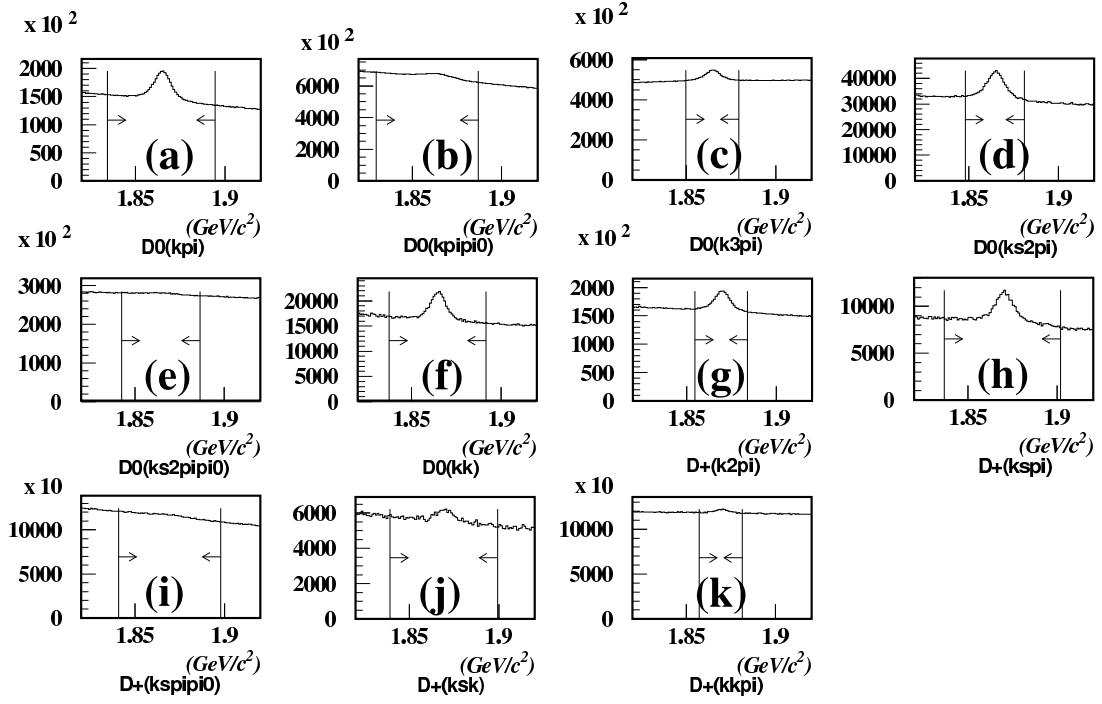 x 10 2
2000
1500
1000
500
0
(a)
1.85 1.9
(GeV/c2)
D0(kpi)
x 10 2
6000
4000
2000
0
(b)
1.85 1.9
(GeV/c2)
D0(kpipi0)
x 10 2
6000
4000
2000
0
(c)
1.85 1.9
(GeV/c2)
D0(k3pi)
40000
30000
20000
10000
0
(d)
1.85 1.9
(GeV/c2)
D0(ks2pi)
x 10 2
3000
2000
1000
0
(e)
1.85 1.9
(GeV/c2)
D0(ks2pipi0)
20000
15000
10000
5000
0
(f)
1.85 1.9
(GeV/c2)
D0(kk)
x 10 2
2000
1500
1000
500
0
(g)
1.85 1.9
(GeV/c2)
D+(k2pi)
10000
5000
0
(h)
1.85 1.9
(GeV/c2)
D+(kspi)
x 10
10000
5000
0
(i)
1.85 1.9
(GeV/c2)
D+(kspipi0)
6000
4000
2000
0
(j)
1.85 1.9
(GeV/c2)
D+(ksk)
x 10
10000
5000
0
(k)
1.85 1.9
(GeV/c2)
D+(kkpi)